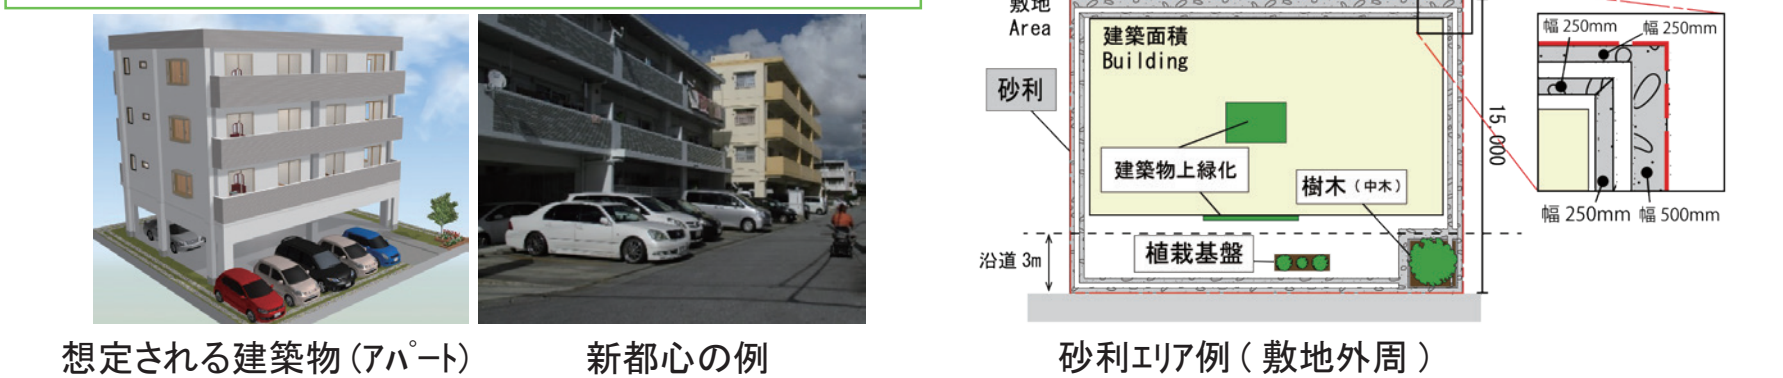 敷地
Area
建築面積
Building
砂利
建築物上緑化
樹木（中木）
植栽基盤
沿道 3m
15,000
幅 250mm
幅 250mm
幅 250mm
幅 500mm
想定される建築物（アパート）
新都心の例
砂利エリア例（敷地外周）